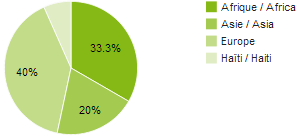 Afrique / Africa
Asie / Asia
Europe
Haïti / Haiti
33.3%
40%
20%